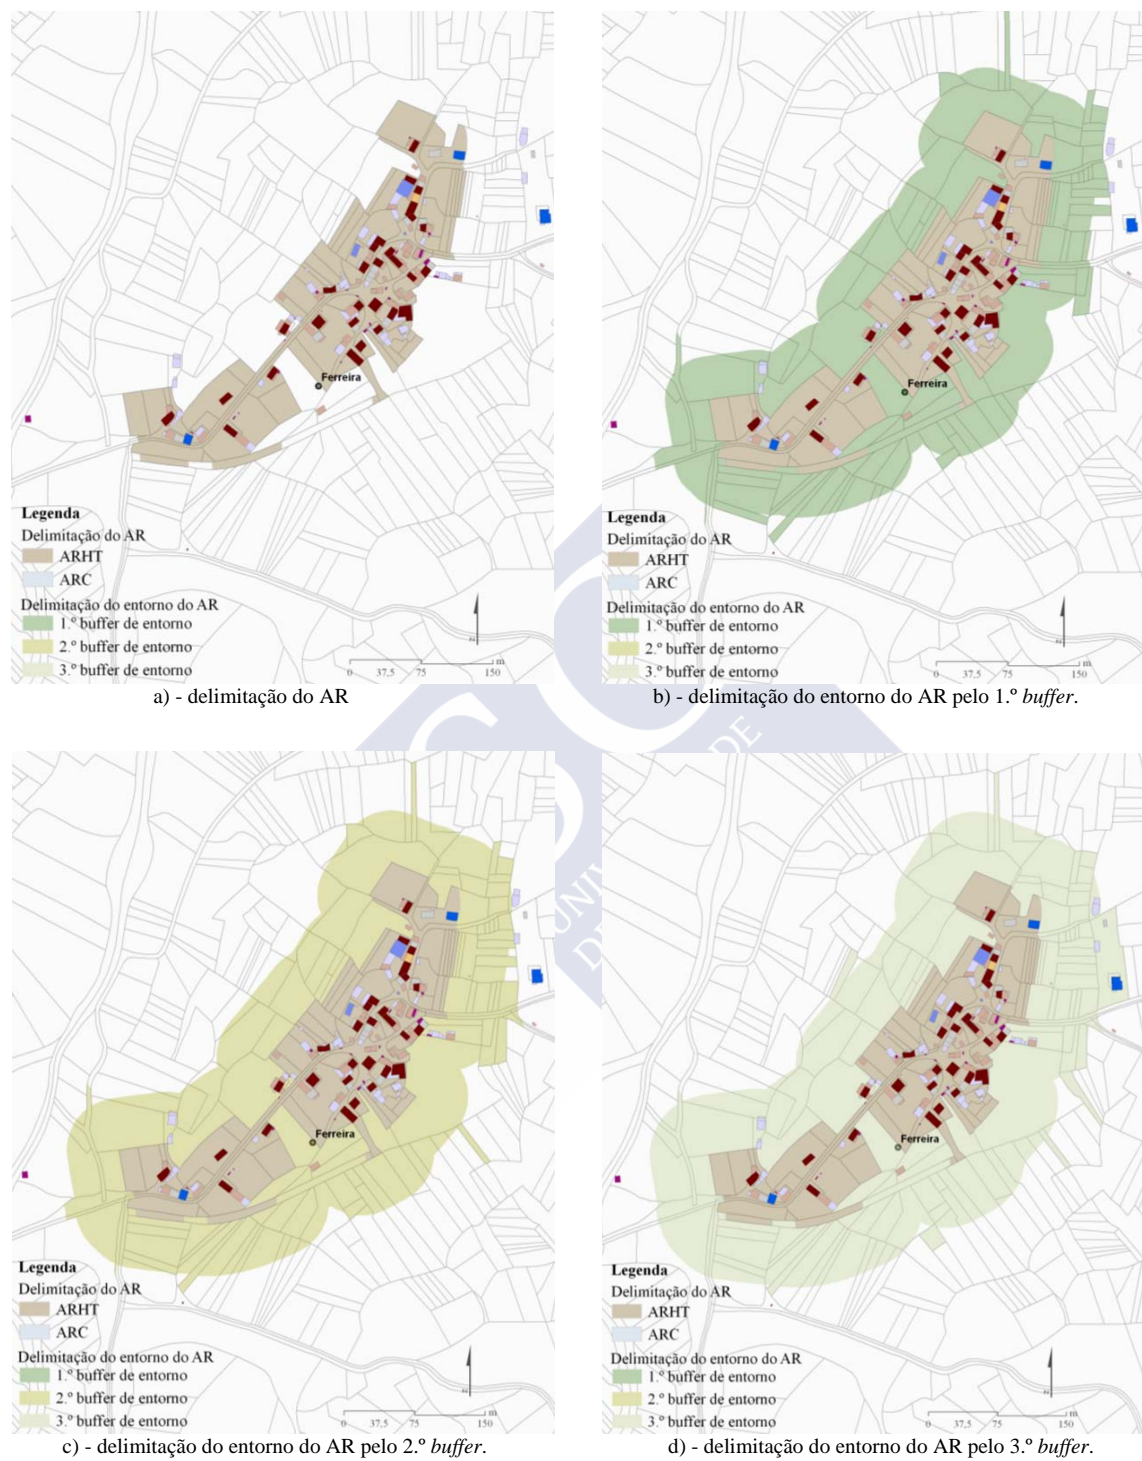 Ferreira
Legenda
Delimitação do AR
ARHT
ARC
Delimitação do entorno do AR
1.º buffer de entorno
2.º buffer de entorno
3.º buffer de entorno
N
m
0 37,5 75 150
a) - delimitação do AR
Ferreira
Legenda
Delimitação do AR
ARHT
ARC
Delimitação do entorno do AR
1.º buffer de entorno
2.º buffer de entorno
3.º buffer de entorno
N
m
0 37,5 75 150
b) - delimitação do entorno do AR pelo 1.º buffer.
Ferreira
Legenda
Delimitação do AR
ARHT
ARC
Delimitação do entorno do AR
1.º buffer de entorno
2.º buffer de entorno
3.º buffer de entorno
N
m
0 37,5 75 150
c) - delimitação do entorno do AR pelo 2.º buffer.
Ferreira
Legenda
Delimitação do AR
ARHT
ARC
Delimitação do entorno do AR
1.º buffer de entorno
2.º buffer de entorno
3.º buffer de entorno
N
m
0 37,5 75 150
d) - delimitação do entorno do AR pelo 3.º buffer.